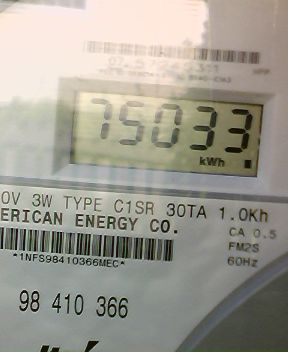 75033
kWh
0V 3W TYPE C1SR 30TA 1.0Kh
ERICAN ENERGY CO.
CA 0.5
FM2S
60Hz
*1NFS98410366MEC*
98 410 366